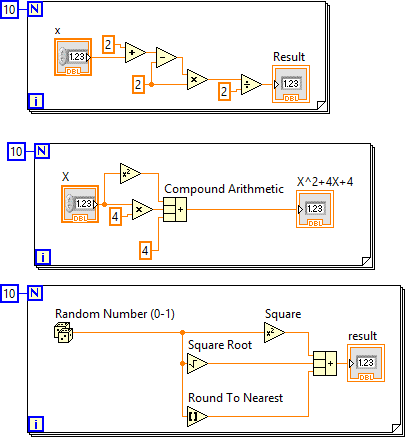 10 N
x
2
1.23
DBL
+
−
2
×
2
÷
Result
1.23
DBL
i
10 N
X
1.23
DBL
x²
4
×
4
Compound Arithmetic
+
X^2+4X+4
1.23
DBL
i
10 N
Random Number (0-1)
Square
x²
Square Root
√
Round To Nearest
[ ]
+
result
1.23
DBL
i